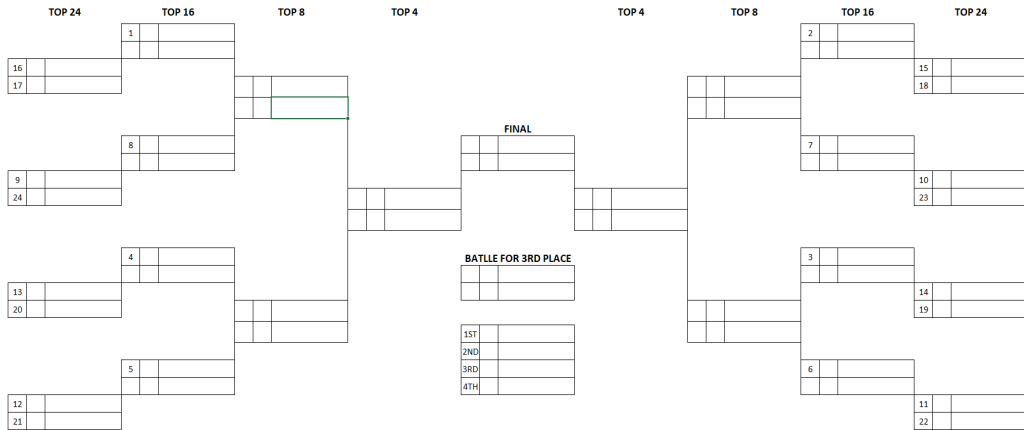 TOP 24 TOP 16 TOP 8 TOP 4 TOP 4 TOP 8 TOP 16 TOP 24
1 2
16 15
17 18
FINAL
8 7
9 10
24 23
4 BATLLE FOR 3RD PLACE 3
13 14
20 19
1ST
2ND
5 3RD 6
4TH
12 11
21 22